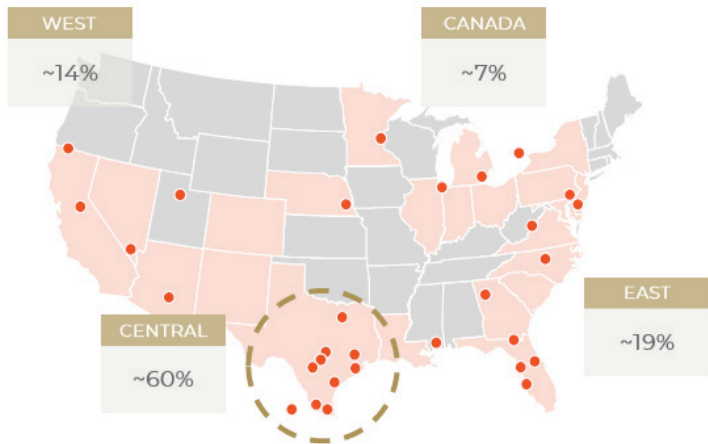 WEST
~14%
CANADA
~7%
CENTRAL
~60%
EAST
~19%